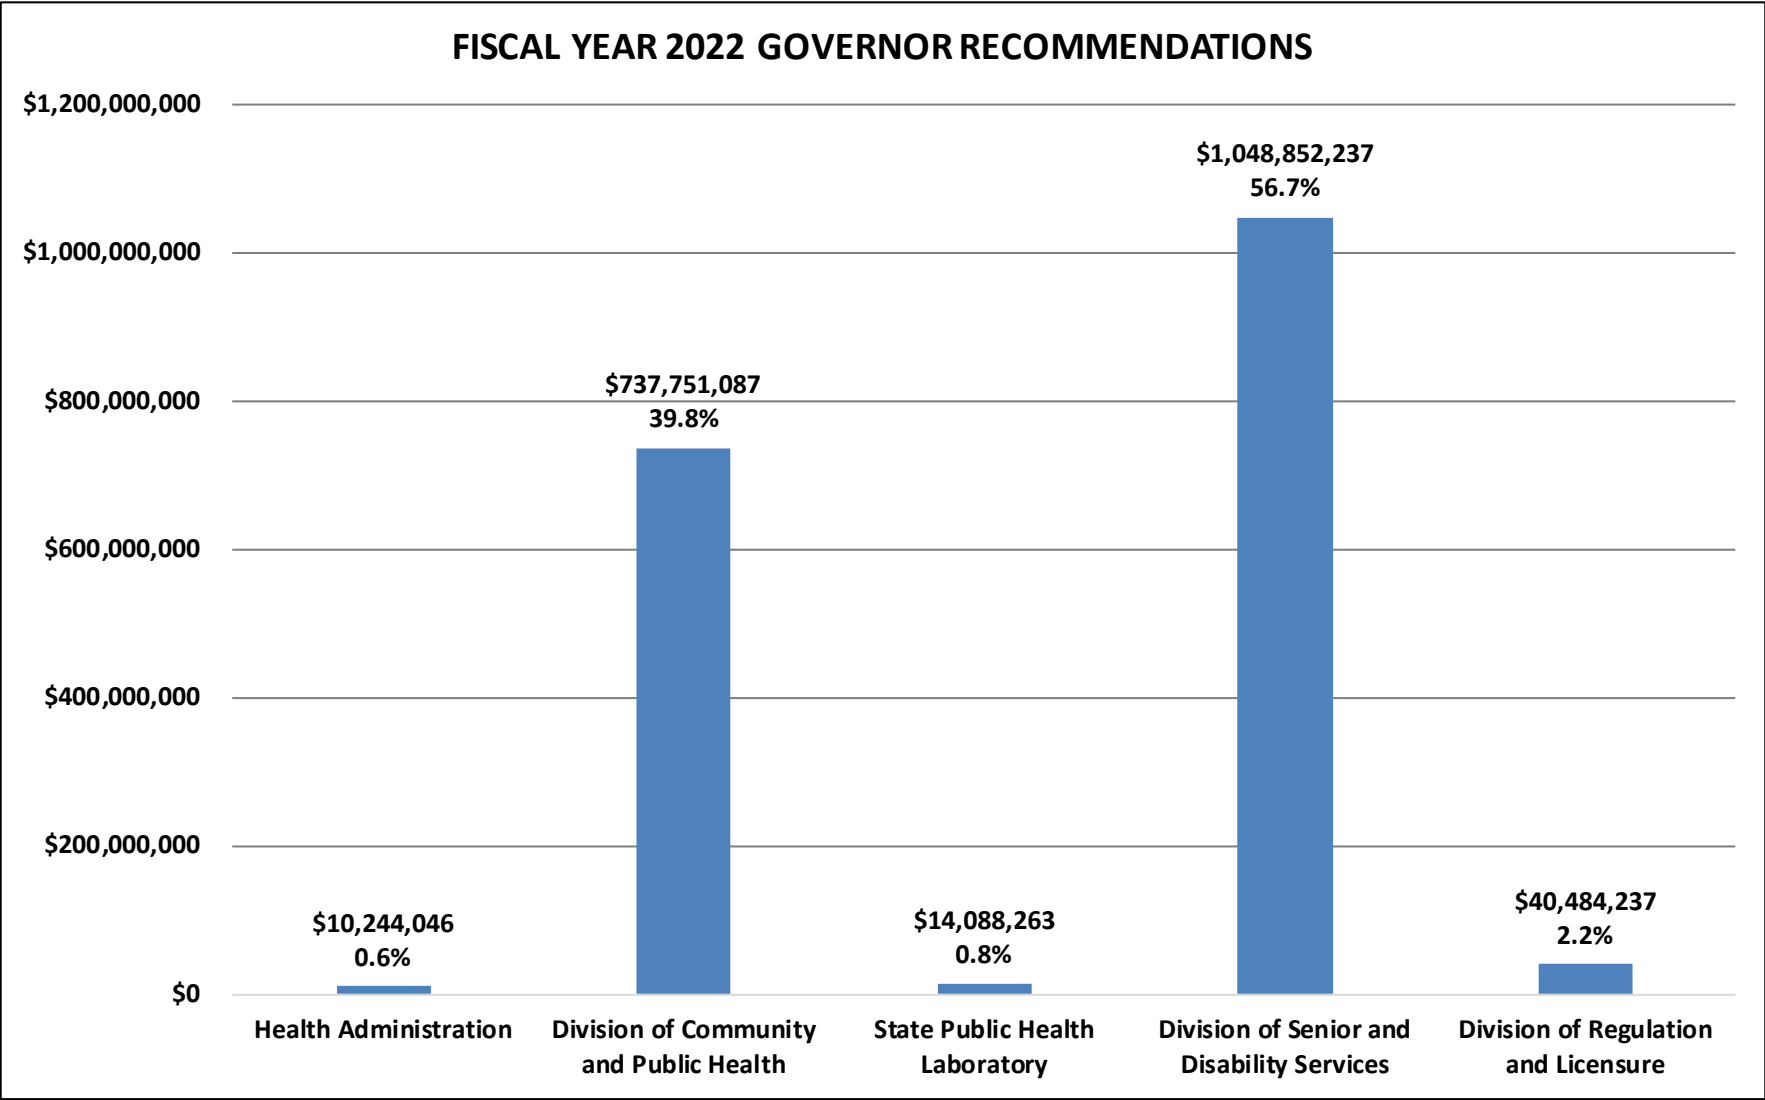 FISCAL YEAR 2022 GOVERNOR RECOMMENDATIONS
$1,200,000,000
$1,000,000,000
$800,000,000
$600,000,000
$400,000,000
$200,000,000
$0
$10,244,046
0.6%
$737,751,087
39.8%
$14,088,263
0.8%
$1,048,852,237
56.7%
$40,484,237
2.2%
Health Administration
Division of Community
and Public Health
State Public Health
Laboratory
Division of Senior and
Disability Services
Division of Regulation
and Licensure